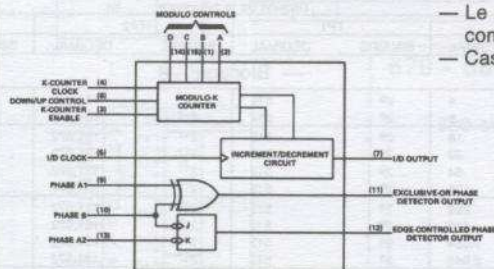 MODULO CONTROLS
D C B A
(14) (15) (1) (2)
— Le
com
— Cas
K-COUNTER
CLOCK
(4)
DOWN/UP CONTROL
(6)
K-COUNTER
ENABLE
(3)
MODULO-K
COUNTER
I/D CLOCK
(5)
INCREMENT/DECREMENT
CIRCUIT
(7)
I/D OUTPUT
PHASE A1
(9)
(11)
EXCLUSIVE-OR PHASE
DETECTOR OUTPUT
PHASE B
(10)
J
K
(12)
EDGE-CONTROLLED PHASE
DETECTOR OUTPUT
PHASE A2
(13)